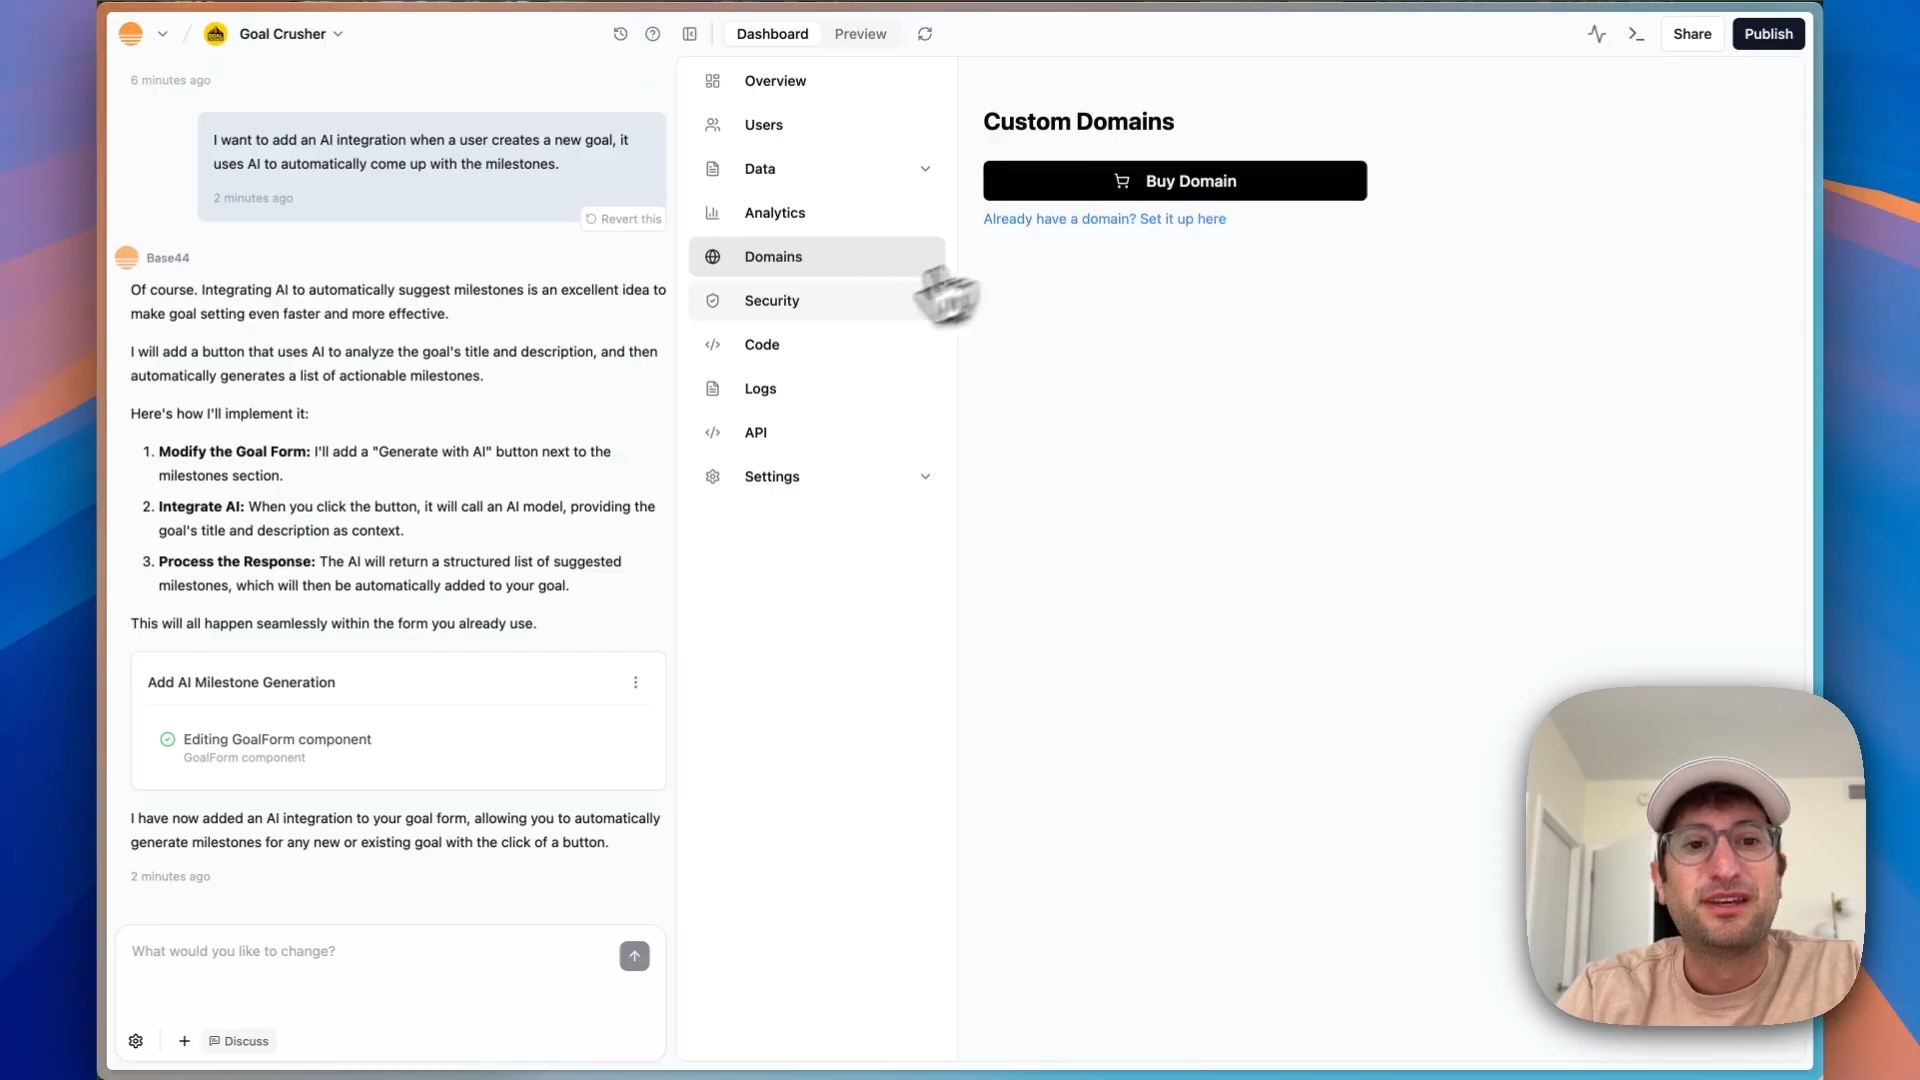 Goal Crusher
Dashboard
Preview
Share
Publish
6 minutes ago
I want to add an AI integration when a user creates a new goal, it
uses AI to automatically come up with the milestones.
2 minutes ago
Revert this
Base44
Of course. Integrating AI to automatically suggest milestones is an excellent idea to
make goal setting even faster and more effective.
I will add a button that uses AI to analyze the goal's title and description, and then
automatically generates a list of actionable milestones.
Here's how I'll implement it:
1. Modify the Goal Form: I'll add a "Generate with AI" button next to the
milestones section.
2. Integrate AI: When you click the button, it will call an AI model, providing the
goal's title and description as context.
3. Process the Response: The AI will return a structured list of suggested
milestones, which will then be automatically added to your goal.
This will all happen seamlessly within the form you already use.
Add AI Milestone Generation
Editing GoalForm component
GoalForm component
I have now added an AI integration to your goal form, allowing you to automatically
generate milestones for any new or existing goal with the click of a button.
2 minutes ago
What would you like to change?
Discuss
Overview
Users
Data
Analytics
Domains
Security
Code
Logs
API
Settings
Custom Domains
Buy Domain
Already have a domain? Set it up here